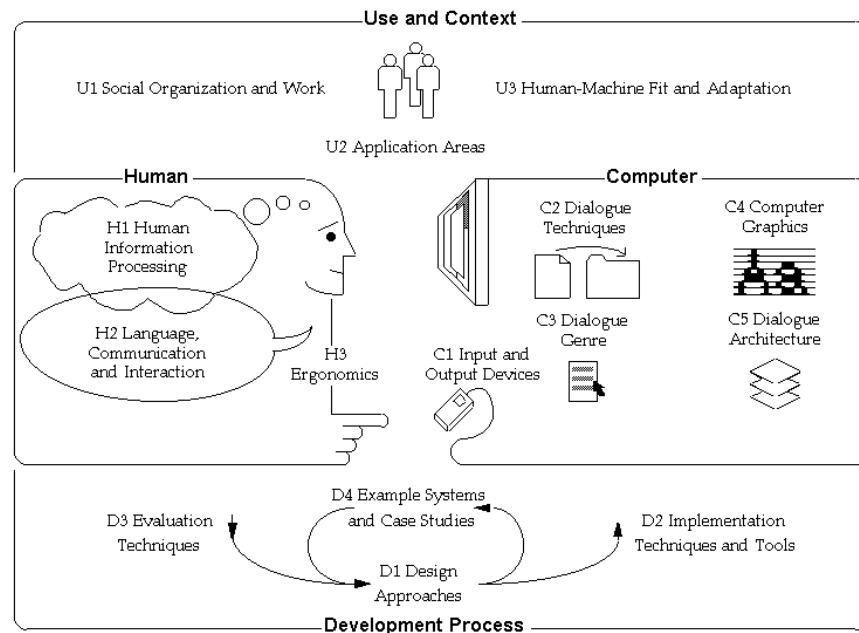 Use and Context
U1 Social Organization and Work
U3 Human-Machine Fit and Adaptation
U2 Application Areas
Human
H1 Human
Information
Processing
H2 Language,
Communication
and Interaction
H3
Ergonomics
Computer
C2 Dialogue
Techniques
C4 Computer
Graphics
C3 Dialogue
Genre
C5 Dialogue
Architecture
C1 Input and
Output Devices
D4 Example Systems
and Case Studies
D3 Evaluation
Techniques
D2 Implementation
Techniques and Tools
D1 Design
Approaches
Development Process